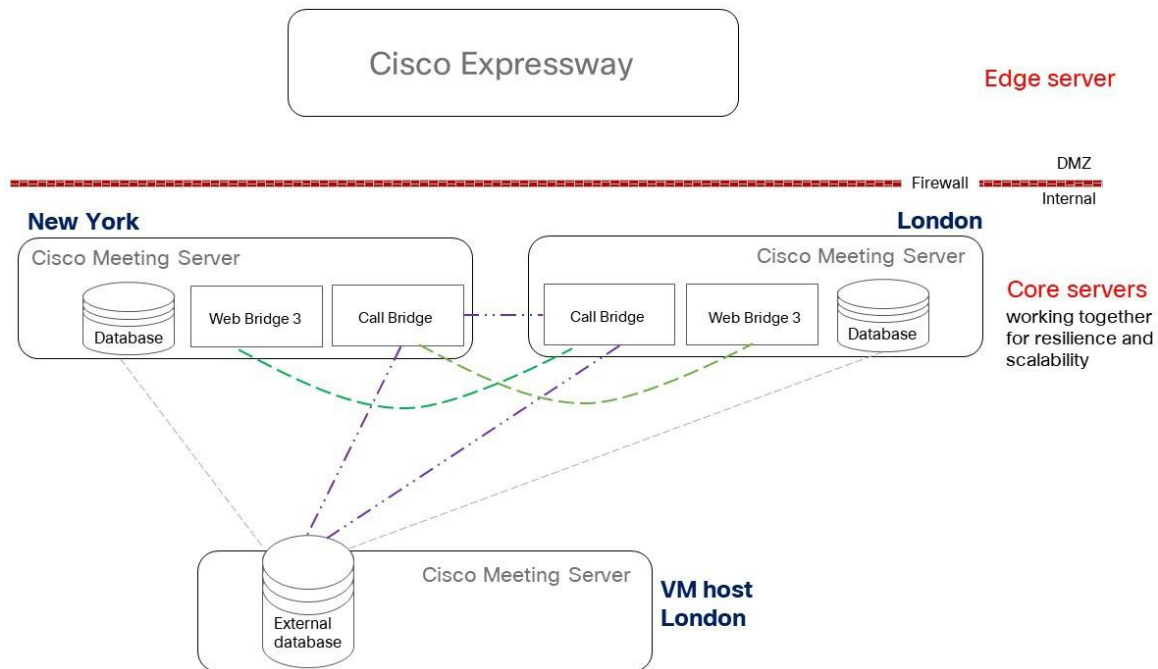 Cisco Expressway
Edge server
DMZ
Firewall
Internal
New York
London
Cisco Meeting Server
Cisco Meeting Server
Database
Web Bridge 3
Call Bridge
Call Bridge
Web Bridge 3
Database
Core servers
working together
for resilience and
scalability
Cisco Meeting Server
External
database
VM host
London